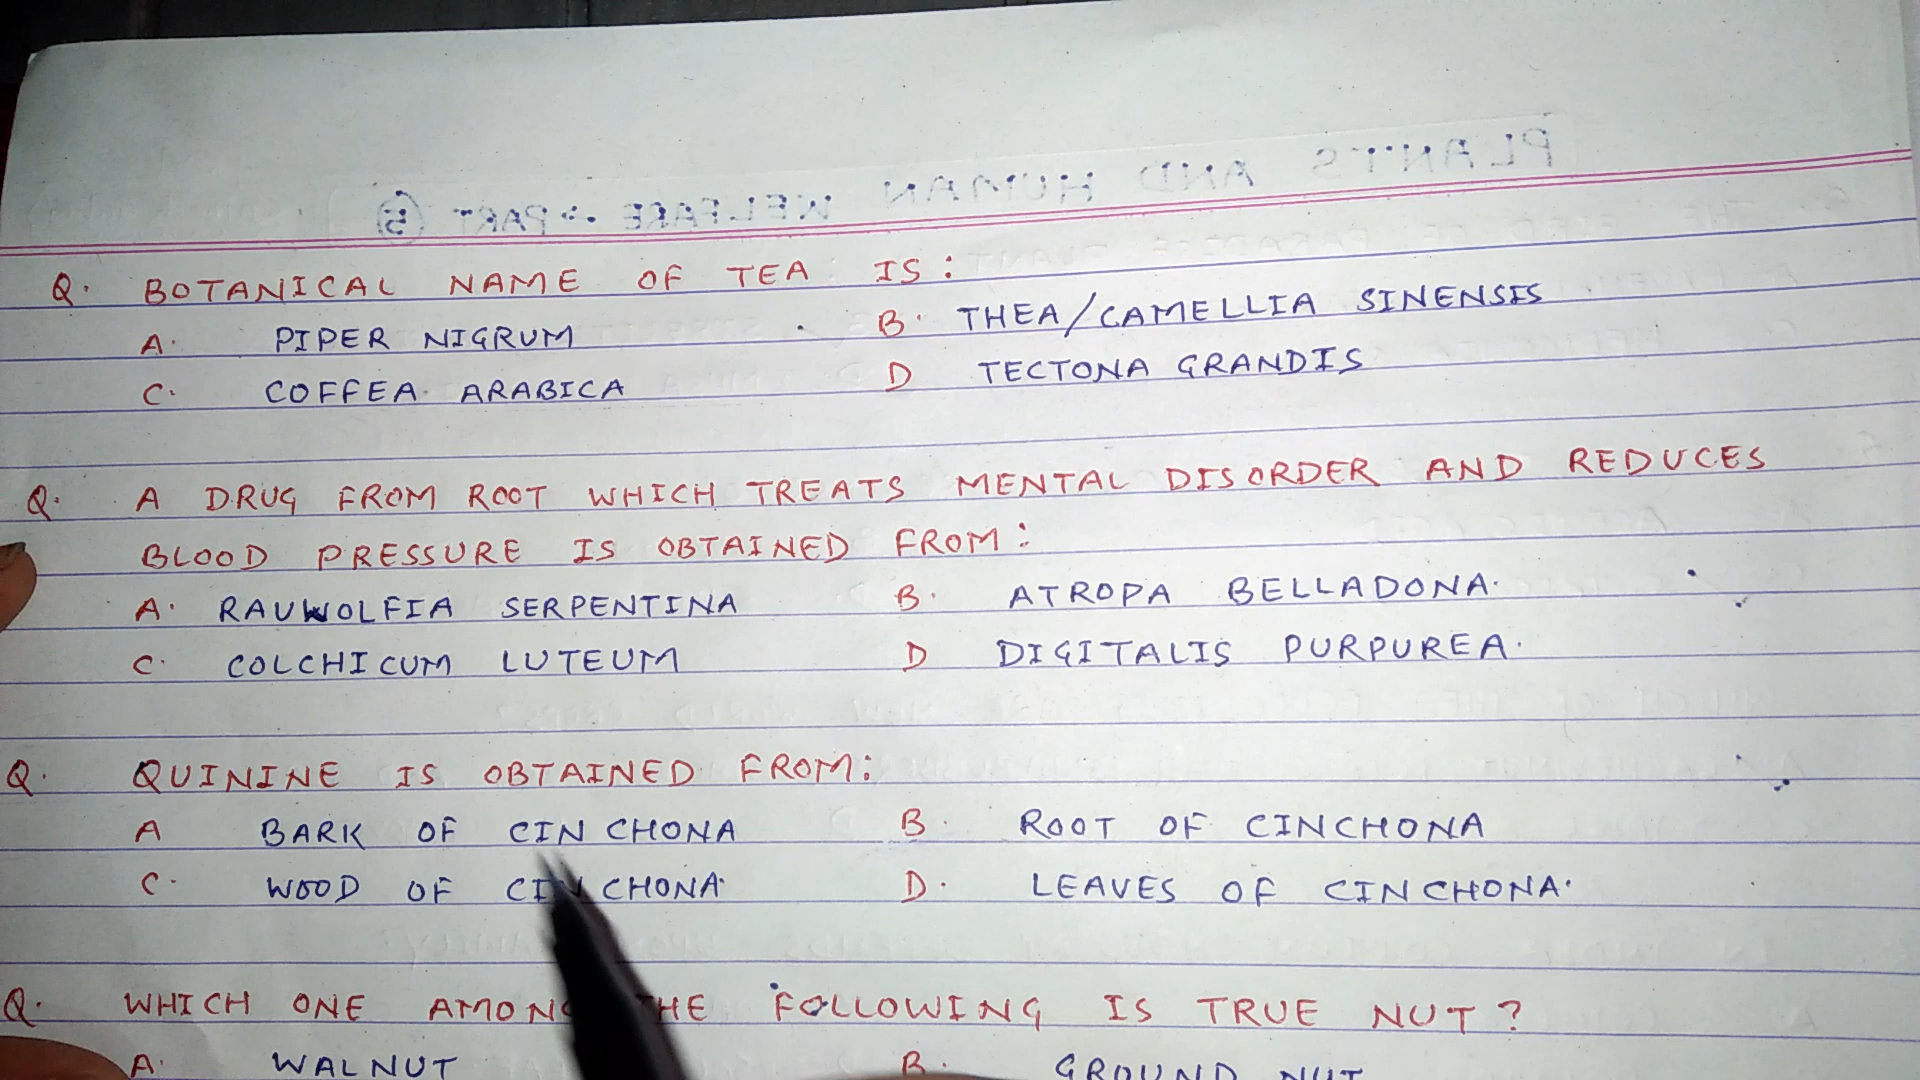 PLANTS AND HUMAN WELFARE :- PART (5)
Q. BOTANICAL NAME OF TEA IS:
A. PIPER NIGRUM B. THEA/CAMELLIA SINENSIS
C. COFFEA ARABICA D TECTONA GRANDIS
Q. A DRUG FROM ROOT WHICH TREATS MENTAL DISORDER AND REDUCES
BLOOD PRESSURE IS OBTAINED FROM:
A. RAUWOLFIA SERPENTINA B. ATROPA BELLADONA.
C. COLCHICUM LUTEUM D DIGITALIS PURPUREA.
Q. QUININE IS OBTAINED FROM:
A BARK OF CINCHONA B. ROOT OF CINCHONA
C. WOOD OF CINCHONA D. LEAVES OF CINCHONA.
Q. WHICH ONE AMONG THE FOLLOWING IS TRUE NUT?
A. WALNUT B. GROUND NUT